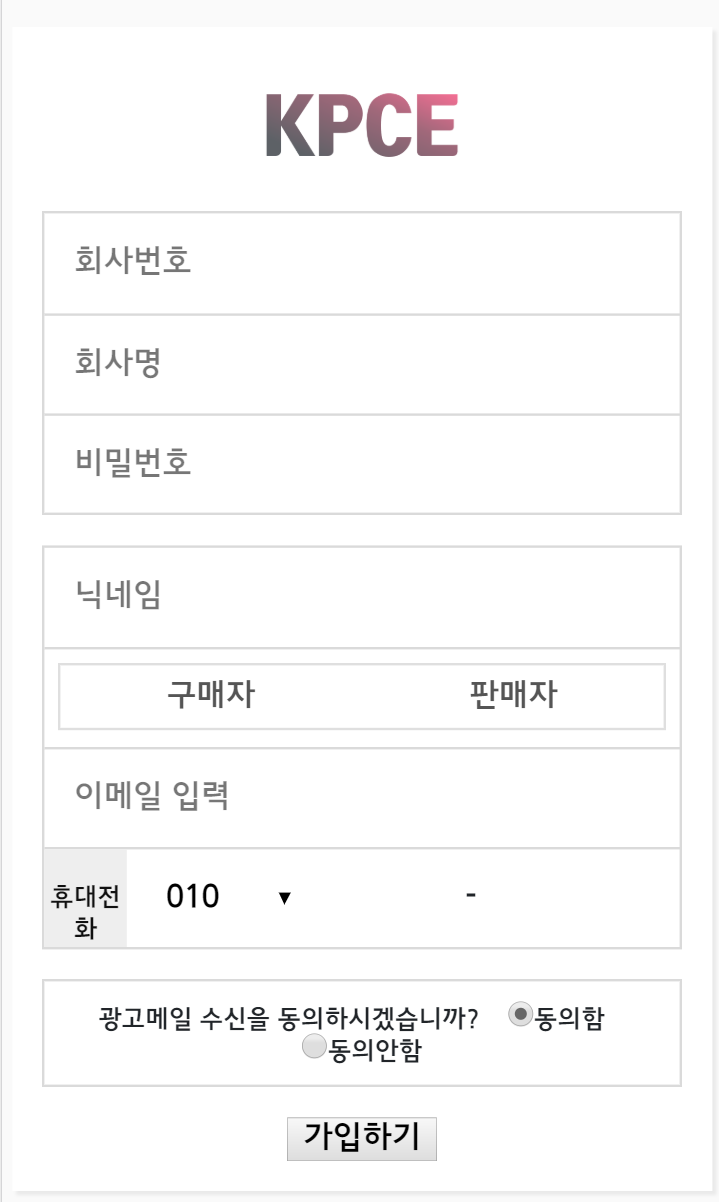 KPCE
회사번호
회사명
비밀번호
닉네임
구매자 판매자
이메일 입력
휴대전
화
010 ▼ -
광고메일 수신을 동의하시겠습니까? 동의함
동의안함
가입하기